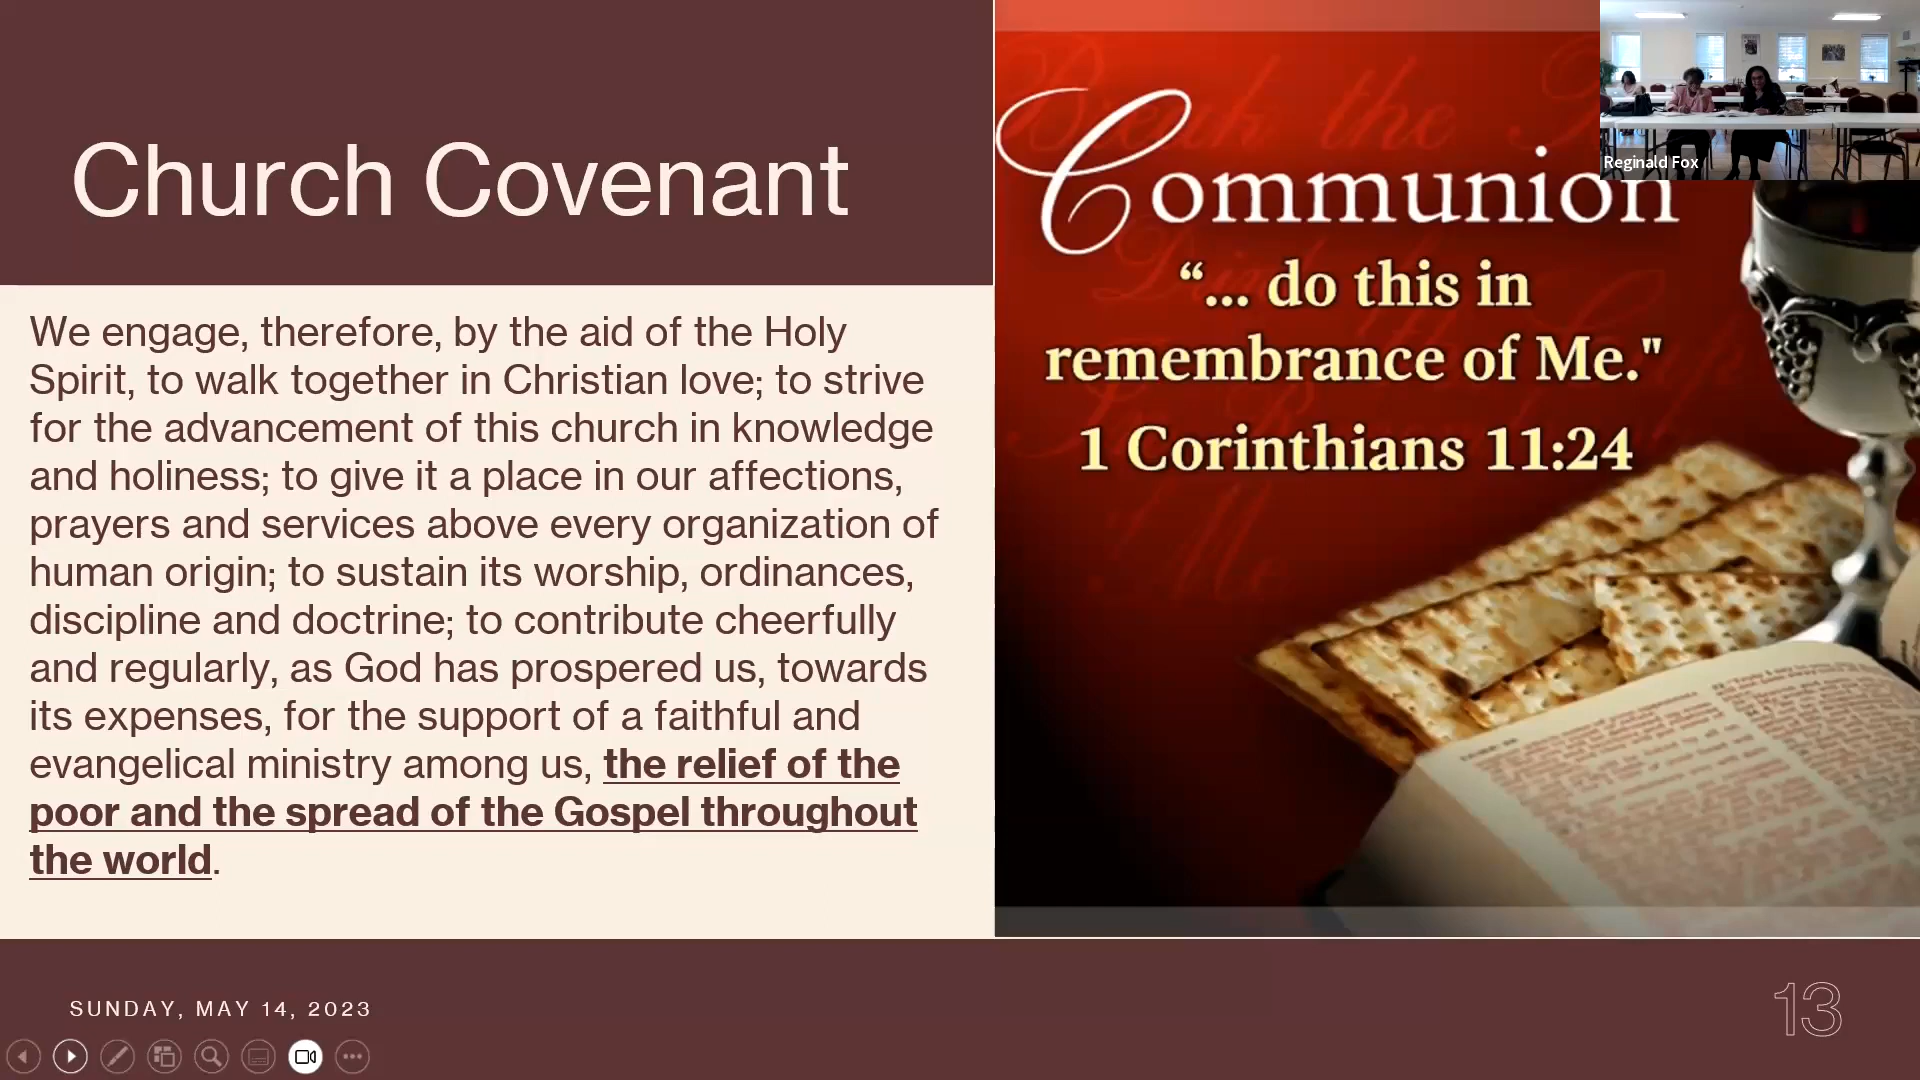 Church Covenant
We engage, therefore, by the aid of the Holy
Spirit, to walk together in Christian love; to strive
for the advancement of this church in knowledge
and holiness; to give it a place in our affections,
prayers and services above every organization of
human origin; to sustain its worship, ordinances,
discipline and doctrine; to contribute cheerfully
and regularly, as God has prospered us, towards
its expenses, for the support of a faithful and
evangelical ministry among us, the relief of the
poor and the spread of the Gospel throughout
the world.
Communion
“... do this in
remembrance of Me."
1 Corinthians 11:24
Reginald Fox
SUNDAY, MAY 14, 2023
13